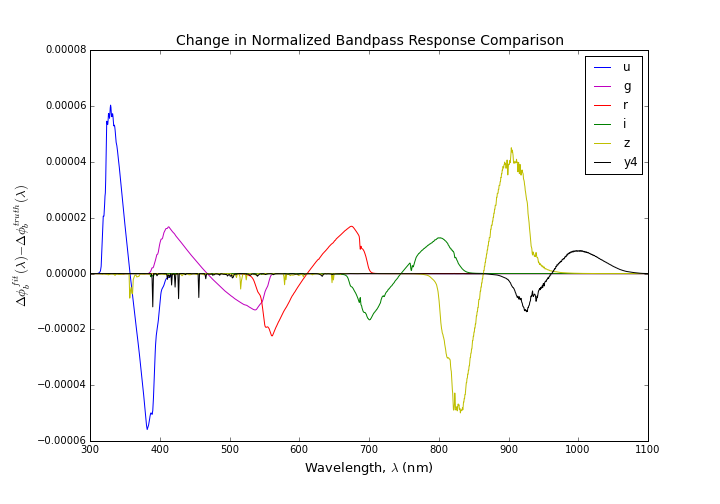 Change in Normalized Bandpass Response Comparison
0.00008
0.00006
0.00004
0.00002
0.00000
−0.00002
−0.00004
−0.00006
Δϕ_b^fit(λ)−Δϕ_b^truth(λ)
u
g
r
i
z
y4
300 400 500 600 700 800 900 1000 1100
Wavelength, λ (nm)